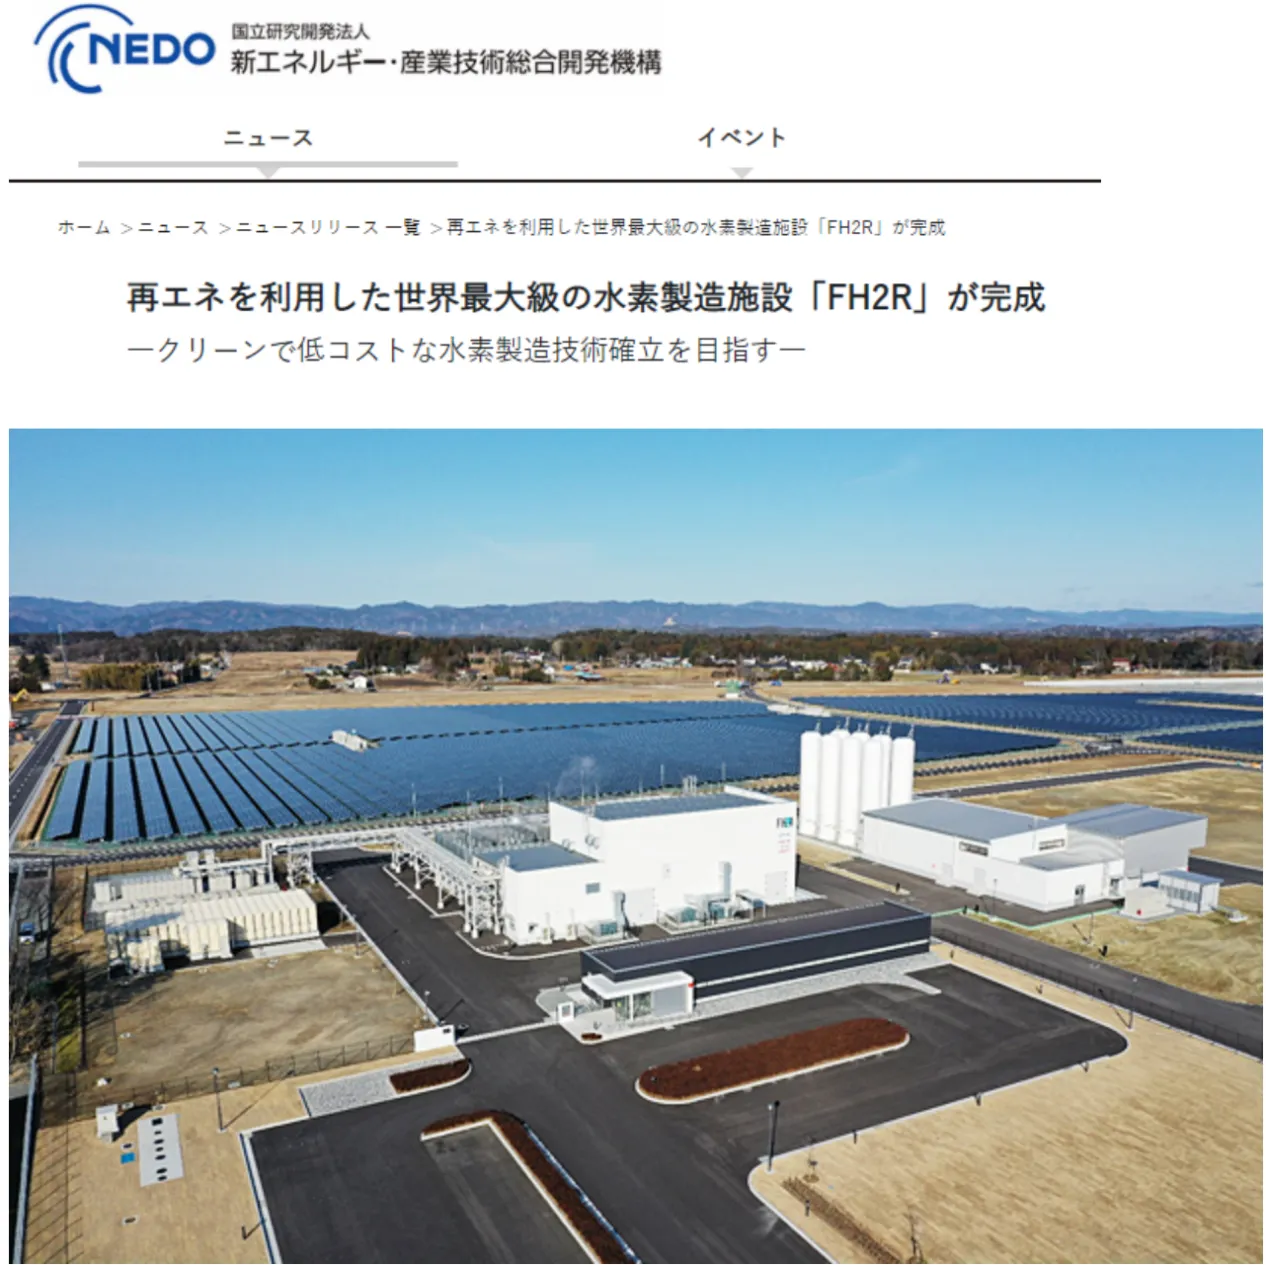 NEDO
国立研究開発法人
新エネルギー・産業技術総合開発機構
ニュース
イベント
ホーム >ニュース >ニュースリリース 一覧 >再エネを利用した世界最大級の水素製造施設「FH2R」が完成
再エネを利用した世界最大級の水素製造施設「FH2R」が完成
―クリーンで低コストな水素製造技術確立を目指す―